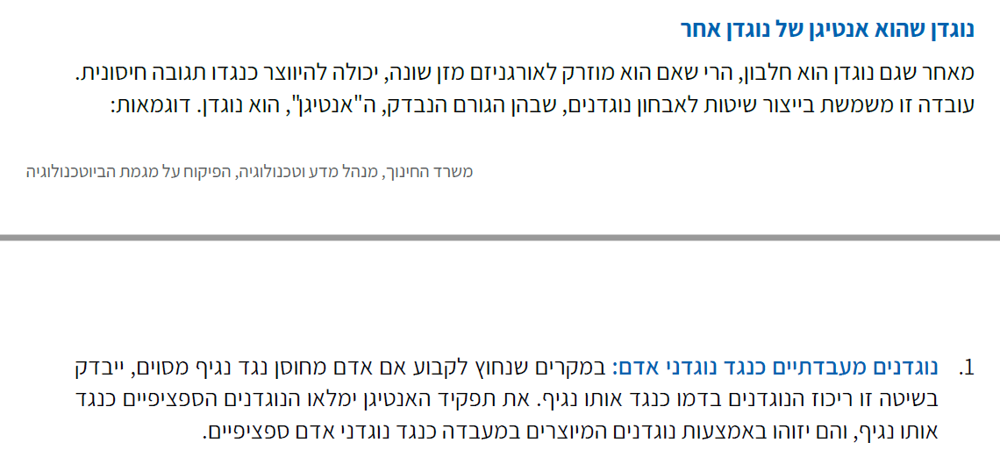 נוגדן שהוא אנטיגן של נוגדן אחר
מאחר שגם נוגדן הוא חלבון, הרי שאם הוא מוזרק לאורגניזם מזן שונה, יכולה להיווצר כנגדו תגובה חיסונית.
עובדה זו משמשת בייצור שיטות לאבחון נוגדנים, שבהן הגורם הנבדק, ה"אנטיגן", הוא נוגדן. דוגמאות:
משרד החינוך, מנהל מדע וטכנולוגיה, הפיקוח על מגמת הביוטכנולוגיה
1. נוגדנים מעבדתיים כנגד נוגדני אדם: במקרים שנחוץ לקבוע אם אדם מחוסן נגד נגיף מסוים, ייבדק
בשיטה זו ריכוז הנוגדנים בדמו כנגד אותו נגיף. את תפקיד האנטיגן ימלאו הנוגדנים הספציפיים כנגד
אותו נגיף, והם יזוהו באמצעות נוגדנים המיוצרים במעבדה כנגד נוגדני אדם ספציפיים.